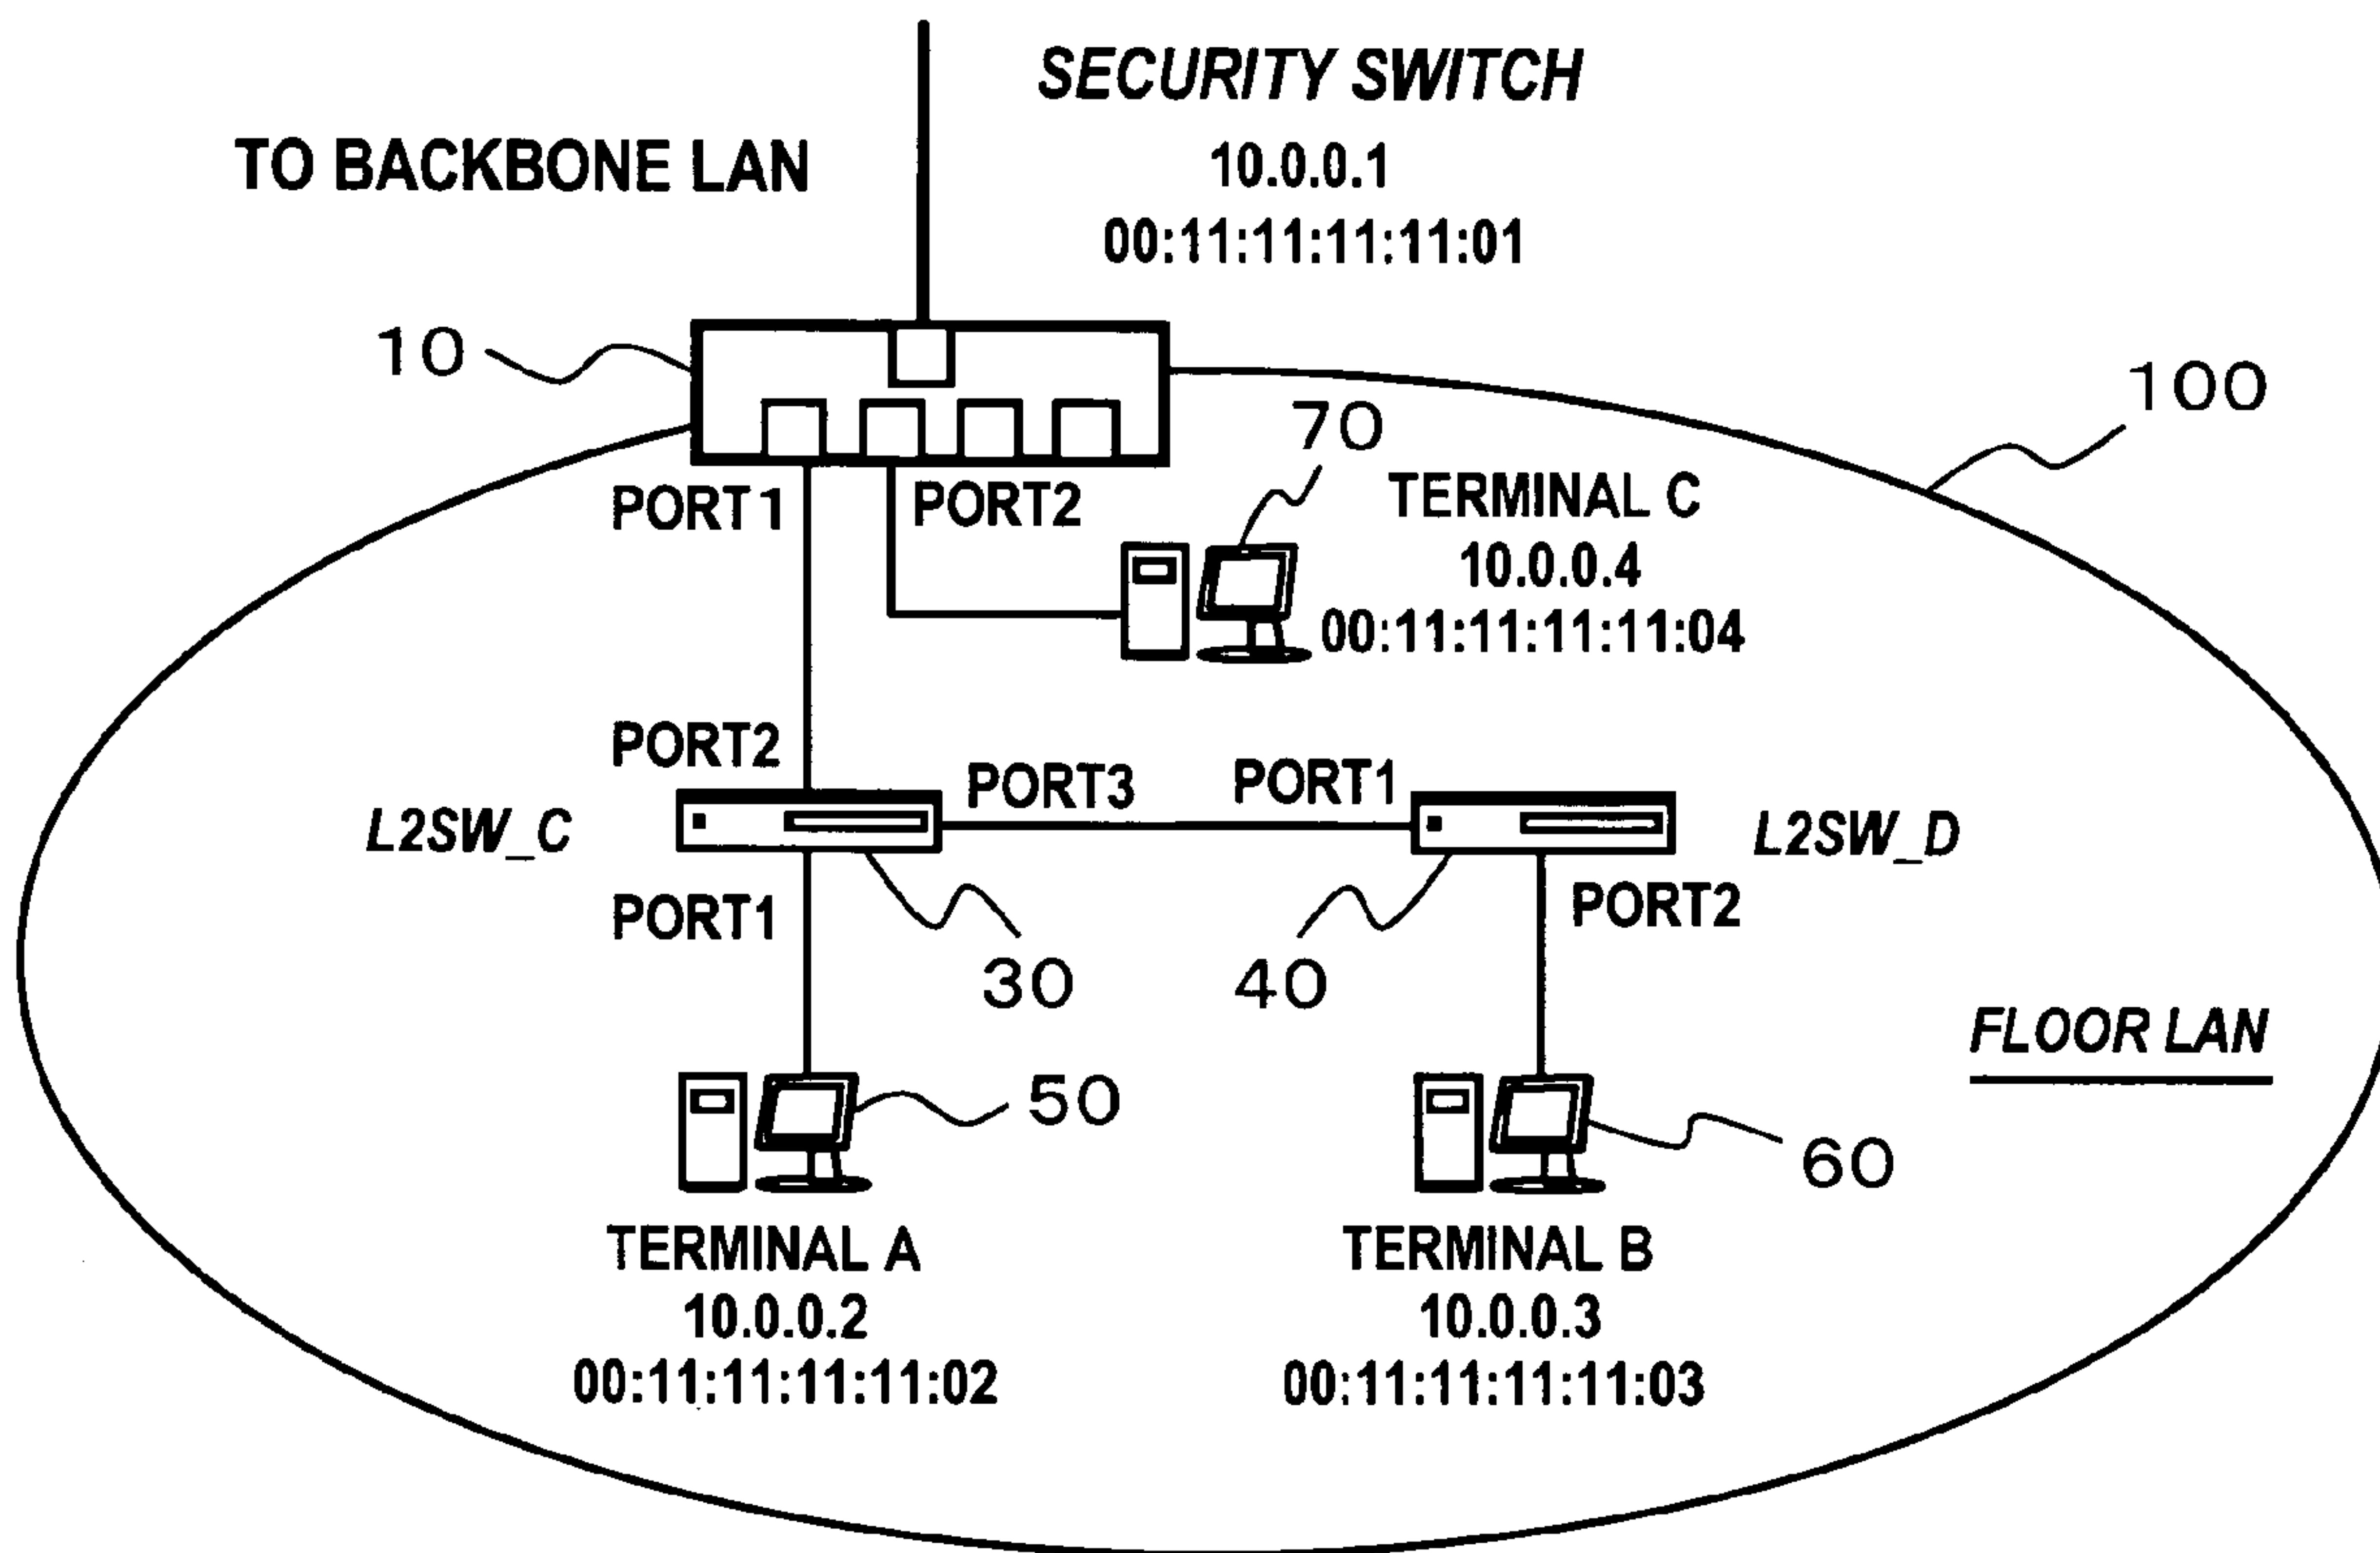 SECURITY SWITCH
TO BACKBONE LAN
10.0.0.1
00:11:11:11:11:01
10
100
70
PORT1
PORT2
TERMINAL C
10.0.0.4
00:11:11:11:11:04
PORT2
PORT3
PORT1
L2SW_C
L2SW_D
PORT1
PORT2
30
40
FLOOR LAN
50
60
TERMINAL A
10.0.0.2
00:11:11:11:11:02
TERMINAL B
10.0.0.3
00:11:11:11:11:03